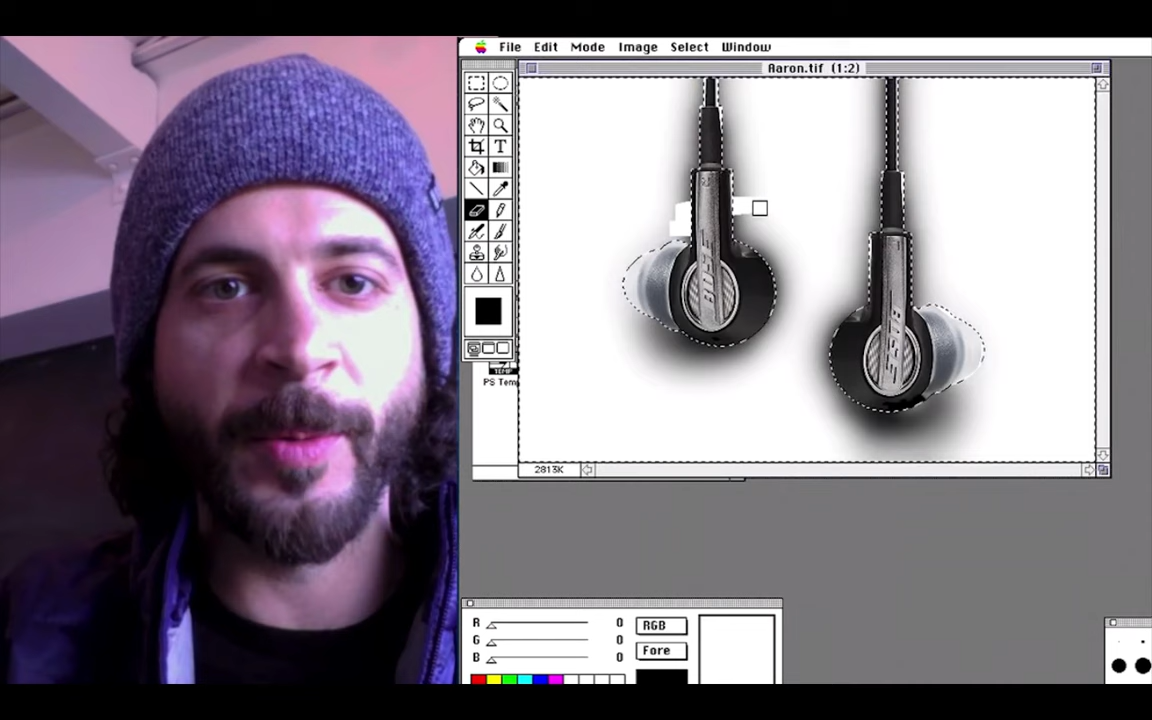 File Edit Mode Image Select Window
Aaron.tif (1:2)
T
BOSE
BOSE
PS Temp
2813K
R 0
G 0
B 0
RGB
Fore